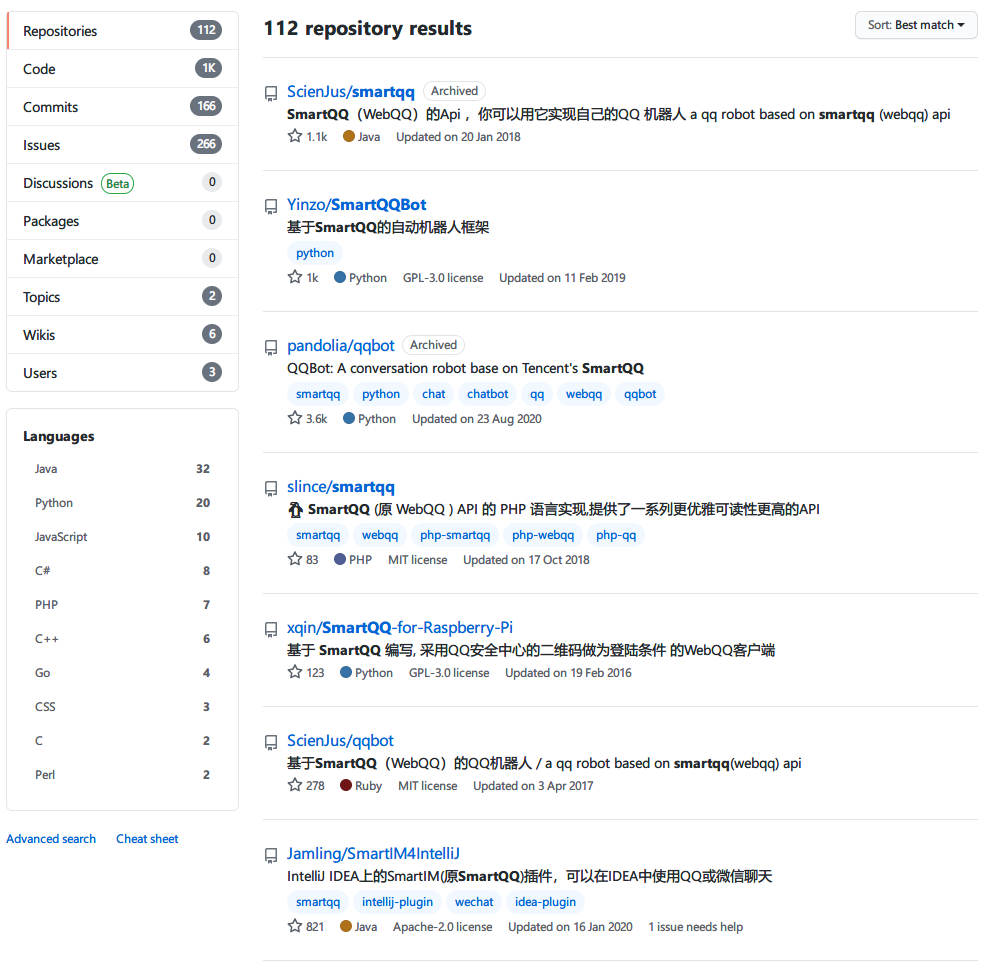 Repositories 112
Code 1K
Commits 166
Issues 266
Discussions Beta 0
Packages 0
Marketplace 0
Topics 2
Wikis 6
Users 3
Languages
Java 32
Python 20
JavaScript 10
C# 8
PHP 7
C++ 6
Go 4
CSS 3
C 2
Perl 2
Advanced search Cheat sheet
112 repository results
Sort: Best match
ScienJus/smartqq Archived
SmartQQ（WebQQ）的Api ，你可以用它实现自己的QQ 机器人 a qq robot based on smartqq (webqq) api
1.1k Java Updated on 20 Jan 2018
Yinzo/SmartQQBot
基于SmartQQ的自动机器人框架
python
1k Python GPL-3.0 license Updated on 11 Feb 2019
pandolia/qqbot Archived
QQBot: A conversation robot base on Tencent's SmartQQ
smartqq python chat chatbot qq webqq qqbot
3.6k Python Updated on 23 Aug 2020
slince/smartqq
SmartQQ (原 WebQQ ) API 的 PHP 语言实现,提供了一系列更优雅可读性更高的API
smartqq webqq php-smartqq php-webqq php-qq
83 PHP MIT license Updated on 17 Oct 2018
xqin/SmartQQ-for-Raspberry-Pi
基于 SmartQQ 编写, 采用QQ安全中心的二维码做为登陆条件 的WebQQ客户端
123 Python GPL-3.0 license Updated on 19 Feb 2016
ScienJus/qqbot
基于SmartQQ（WebQQ）的QQ机器人 / a qq robot based on smartqq(webqq) api
278 Ruby MIT license Updated on 3 Apr 2017
Jamling/SmartIM4IntelliJ
IntelliJ IDEA上的SmartIM(原SmartQQ)插件，可以在IDEA中使用QQ或微信聊天
smartqq intellij-plugin wechat idea-plugin
821 Java Apache-2.0 license Updated on 16 Jan 2020 1 issue needs help